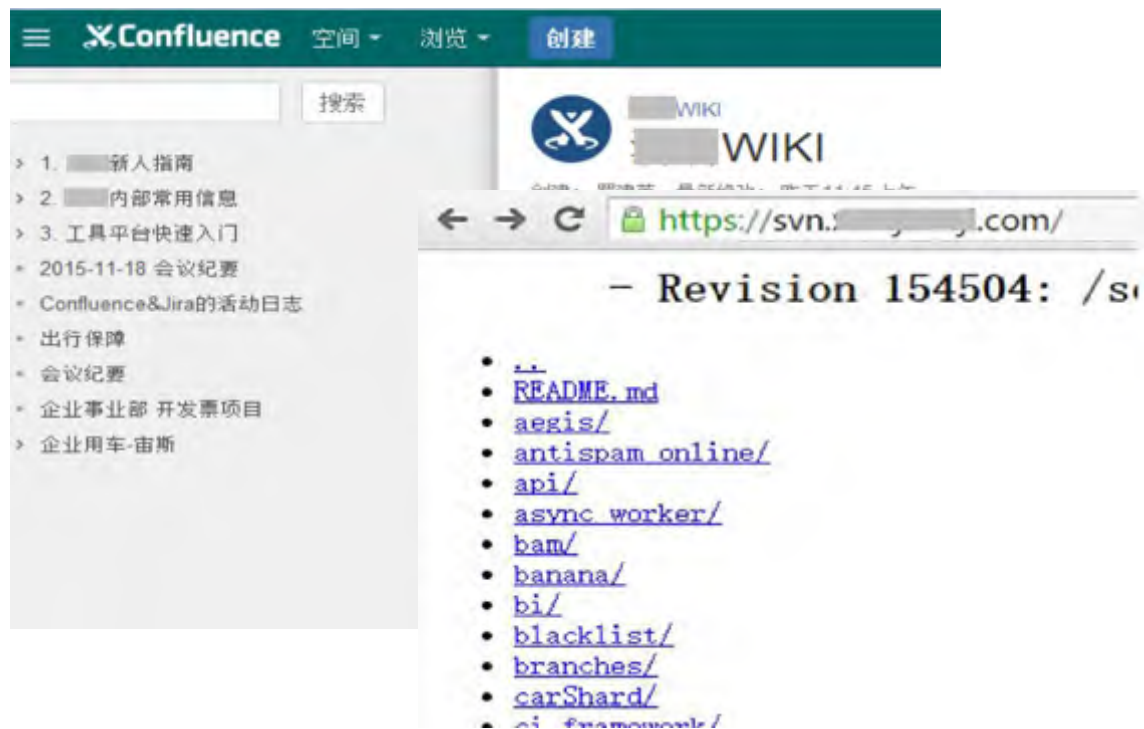 Confluence 空间 浏览 创建
搜索
WIKI
WIKI
> 1. 新人指南
> 2. 内部常用信息
> 3. 工具平台快速入门
2015-11-18 会议纪要
Confluence&Jira的活动日志
出行保障
会议纪要
企业事业部 开发票项目
> 企业用车-宙斯
https://svn. .com/
- Revision 154504: /s
..
README.md
aegis/
antispam_online/
api/
async_worker/
bam/
banana/
bi/
blacklist/
branches/
carShard/
ci_framework/